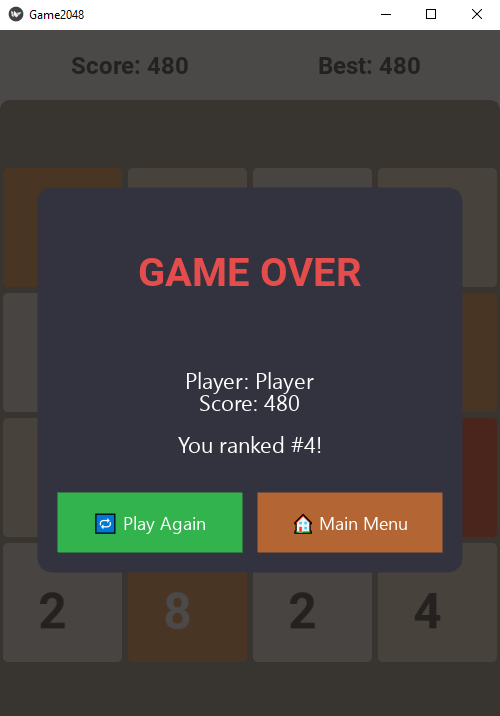 Game2048
Score: 480 Best: 480
GAME OVER
Player: Player
Score: 480
You ranked #4!
Play Again Main Menu
2 8 2 4